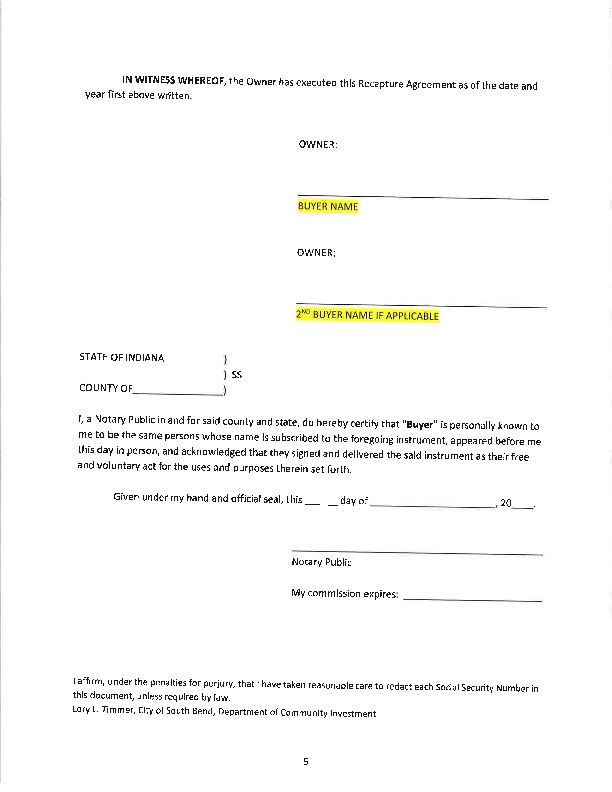 IN WITNESS WHEREOF, the Owner has executed this Recapture Agreement as of the date and
year first above written.
OWNER:
BUYER NAME
OWNER:
2ND BUYER NAME IF APPLICABLE
STATE OF INDIANA )
) SS
COUNTY OF_______________)
I, a Notary Public in and for said county and state, do hereby certify that "Buyer" is personally known to
me to be the same persons whose name is subscribed to the foregoing instrument, appeared before me
this day in person, and acknowledged that they signed and delivered the said instrument as their free
and voluntary act for the uses and purposes therein set forth.
Given under my hand and official seal, this ___ __ day of ______________________, 20____.
Notary Public
My commission expires: ________________________
I affirm, under the penalties for perjury, that I have taken reasonable care to redact each Social Security Number in
this document, unless required by law.
Lory L. Timmer, City of South Bend, Department of Community Investment
5